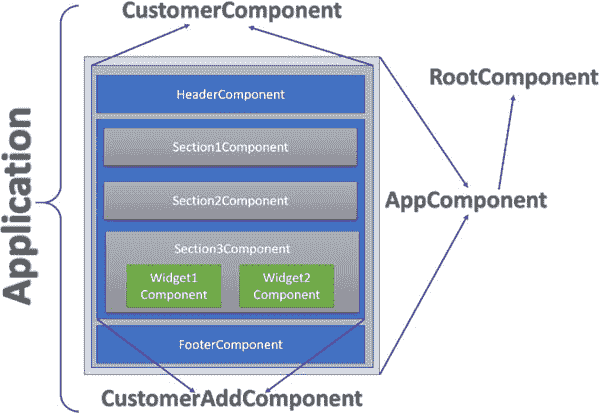 CustomerComponent
RootComponent
HeaderComponent
Application
Section1Component
Section2Component
AppComponent
Section3Component
Widget1
Component
Widget2
Component
FooterComponent
CustomerAddComponent